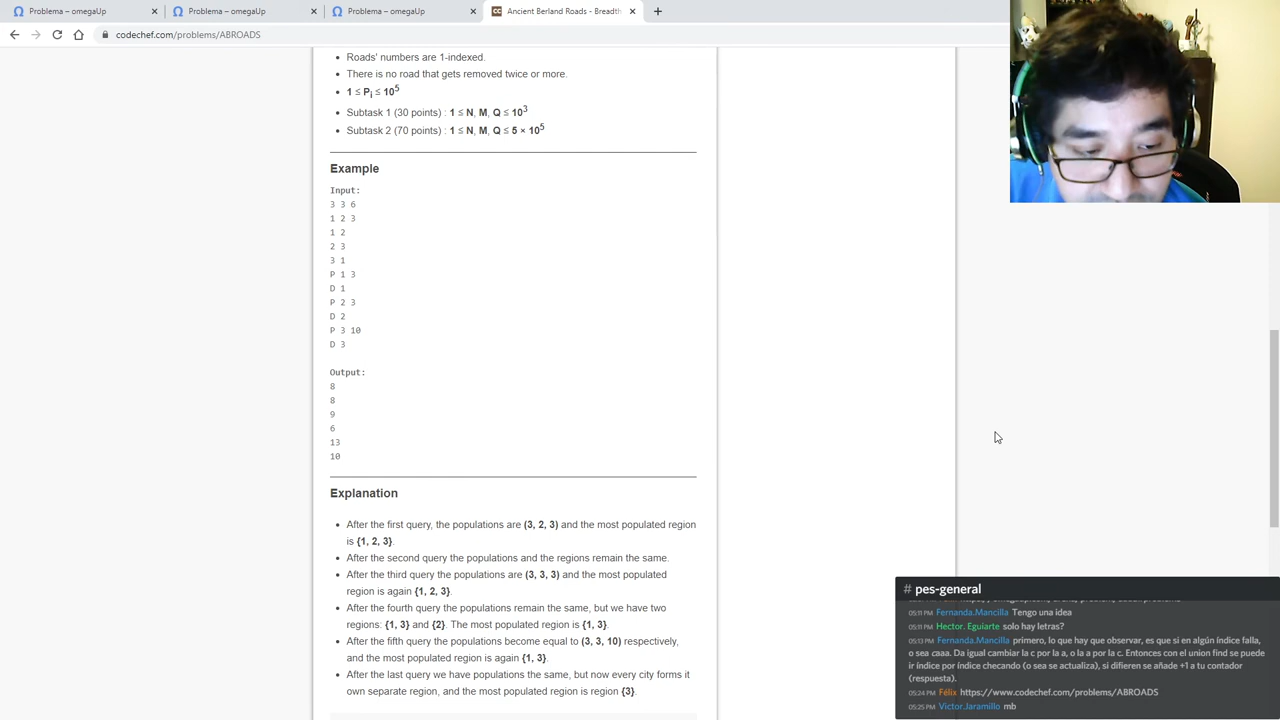 Problema – omegaUp
Problema – omegaUp
Problema – omegaUp
Ancient Berland Roads - Breadth
codechef.com/problems/ABROADS
• Roads' numbers are 1-indexed.
• There is no road that gets removed twice or more.
• 1 ≤ Pi ≤ 10^5
• Subtask 1 (30 points) : 1 ≤ N, M, Q ≤ 10^3
• Subtask 2 (70 points) : 1 ≤ N, M, Q ≤ 5 × 10^5
Example
Input:
3 3 6
1 2 3
1 2
2 3
3 1
P 1 3
D 1
P 2 3
D 2
P 3 10
D 3
Output:
8
8
9
6
13
10
Explanation
• After the first query, the populations are (3, 2, 3) and the most populated region
is {1, 2, 3}.
• After the second query the populations and the regions remain the same.
• After the third query the populations are (3, 3, 3) and the most populated
region is again {1, 2, 3}.
• After the fourth query the populations remain the same, but we have two
regions: {1, 3} and {2}. The most populated region is {1, 3}.
• After the fifth query the populations become equal to (3, 3, 10) respectively,
and the most populated region is again {1, 3}.
• After the last query we have populations the same, but now every city forms it
own separate region, and the most populated region is region {3}.
# pes-general
05:11 PM Fernanda.Mancilla Tengo una idea
05:11 PM Hector. Eguiarte solo hay letras?
05:13 PM Fernanda.Mancilla primero, lo que hay que observar, es que si en algún índice falla,
o sea caaa. Da igual cambiar la c por la a, o la a por la c. Entonces con el union find se puede
ir índice por índice checando (o sea se actualiza), si difieren se añade +1 a tu contador
(respuesta).
05:24 PM Félix https://www.codechef.com/problems/ABROADS
05:25 PM Victor.Jaramillo mb